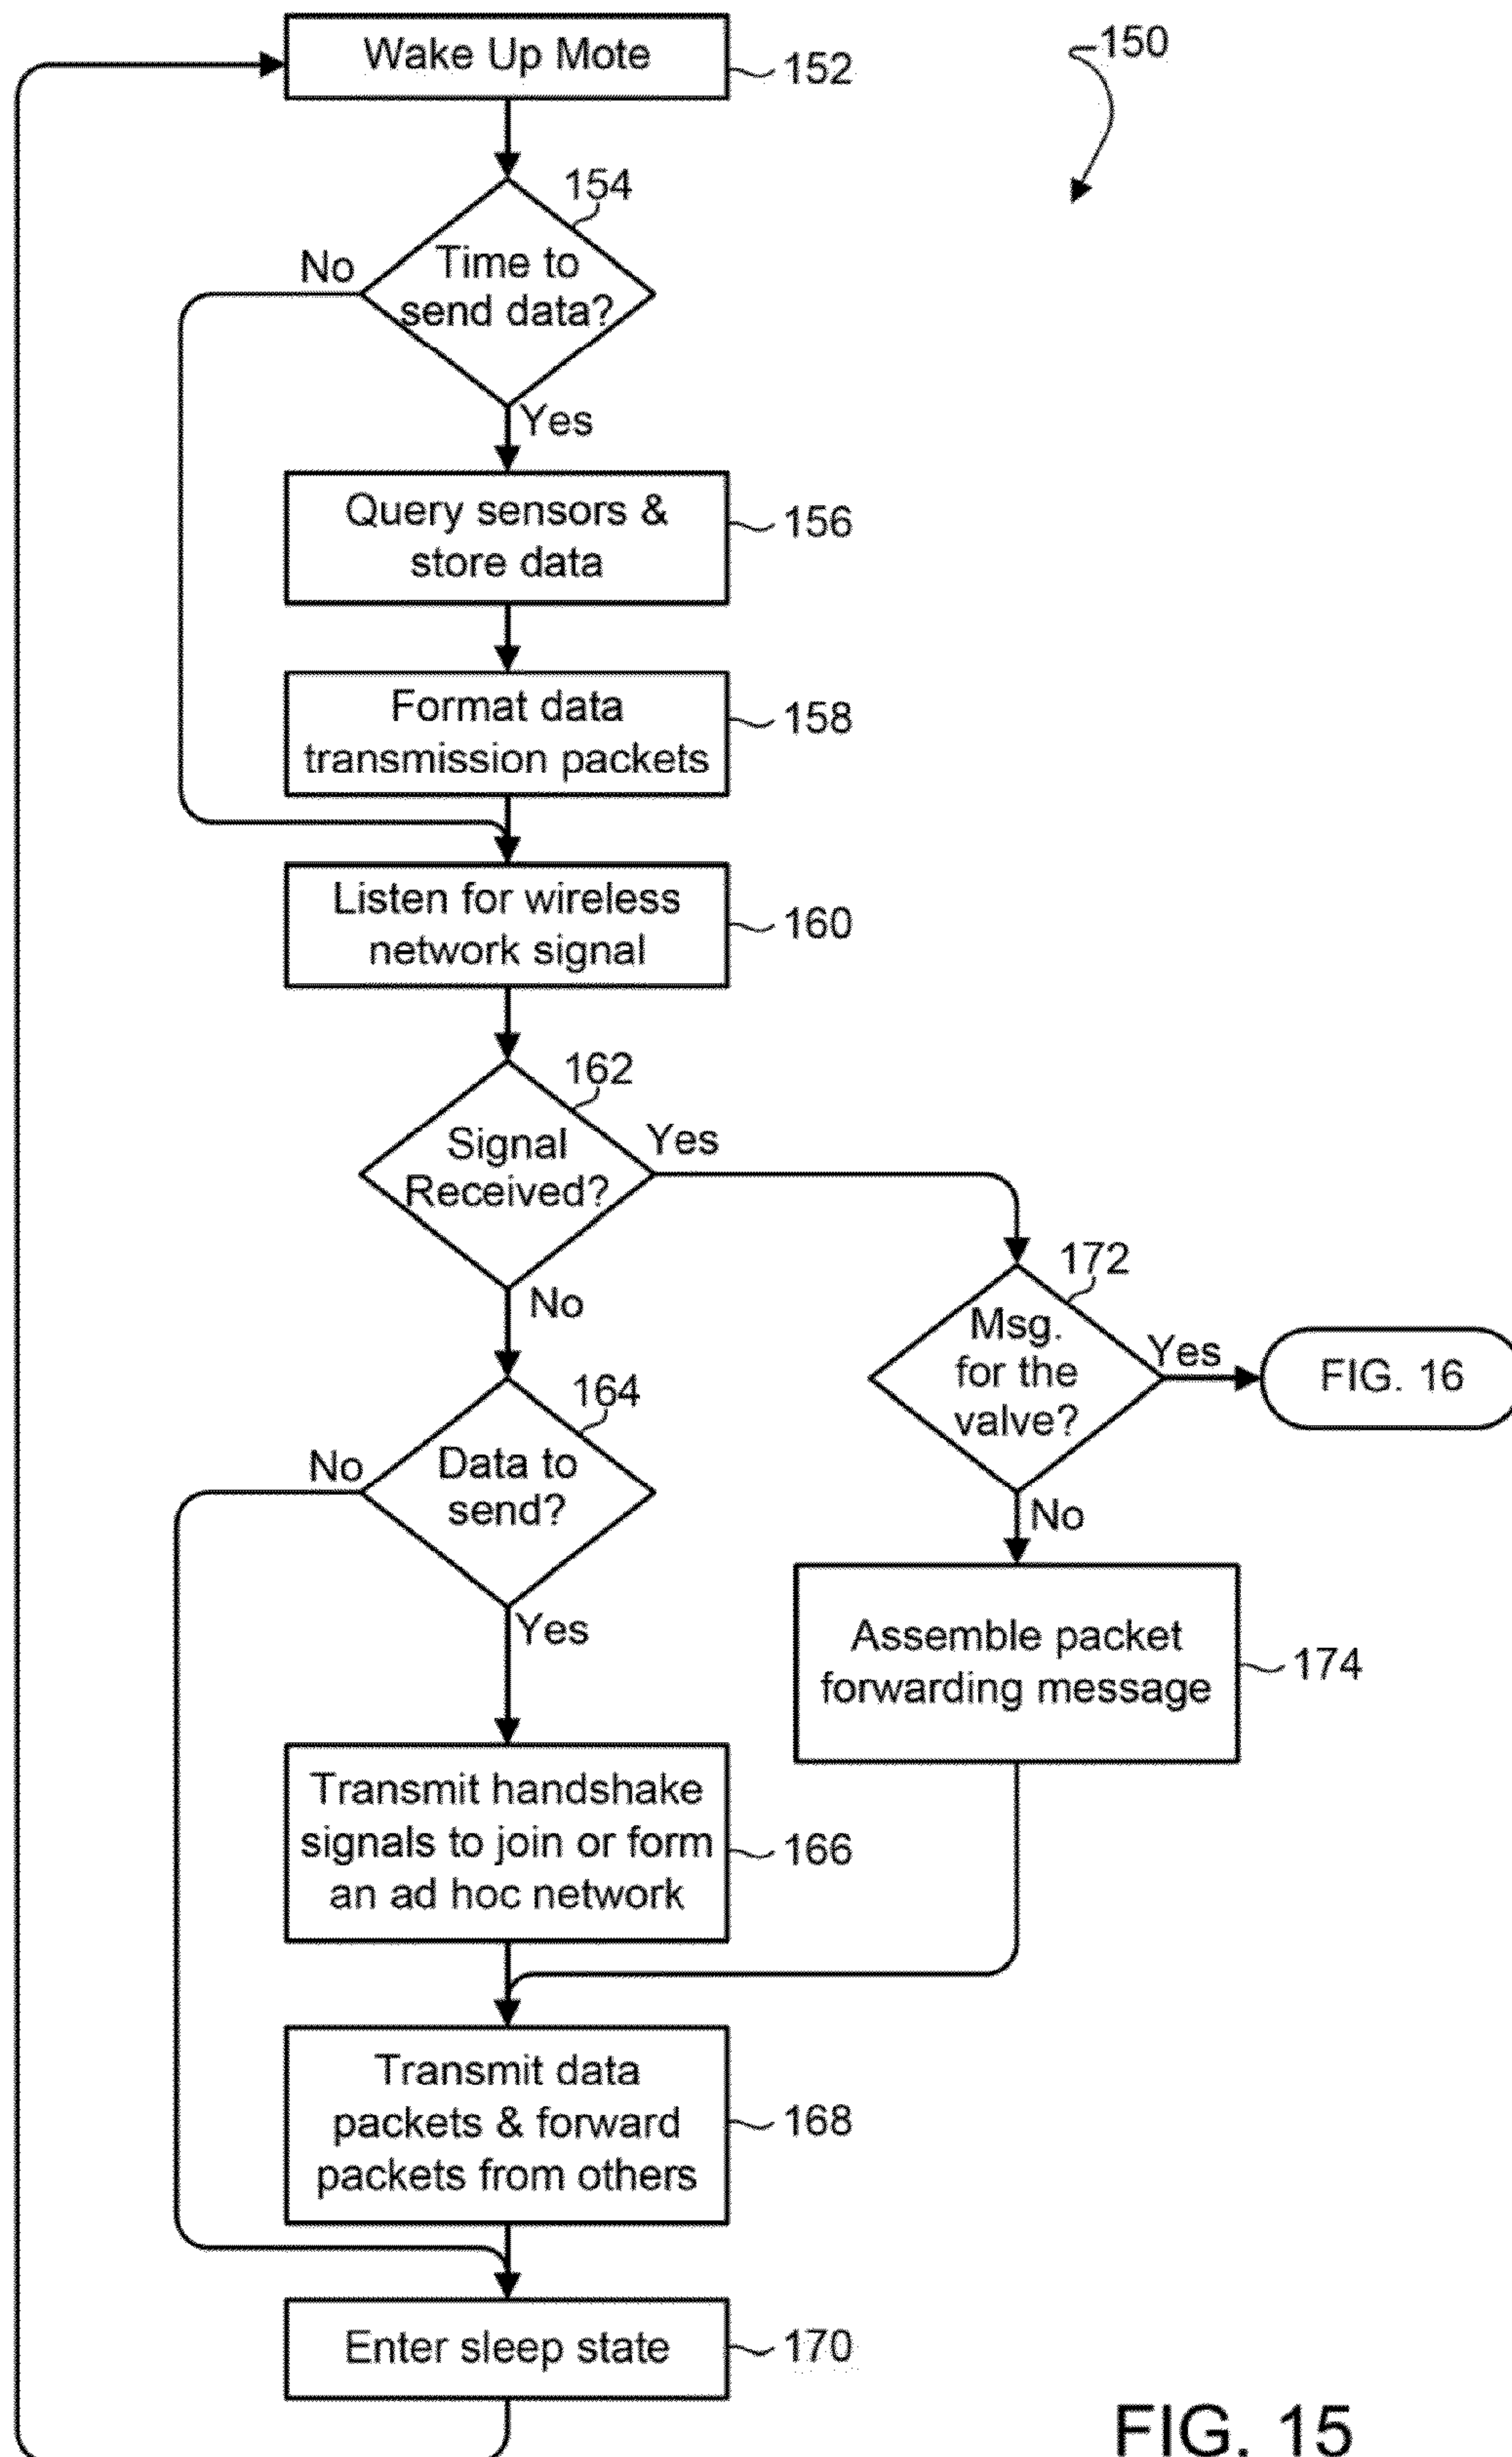 Wake Up Mote
152
150
154
Time to
send data?
No
Yes
Query sensors &
store data
156
Format data
transmission packets
158
Listen for wireless
network signal
160
162
Signal
Received?
Yes
No
172
Msg.
for the
valve?
Yes
FIG. 16
No
164
Data to
send?
No
Yes
Assemble packet
forwarding message
174
Transmit handshake
signals to join or form
an ad hoc network
166
Transmit data
packets & forward
packets from others
168
Enter sleep state
170
FIG. 15